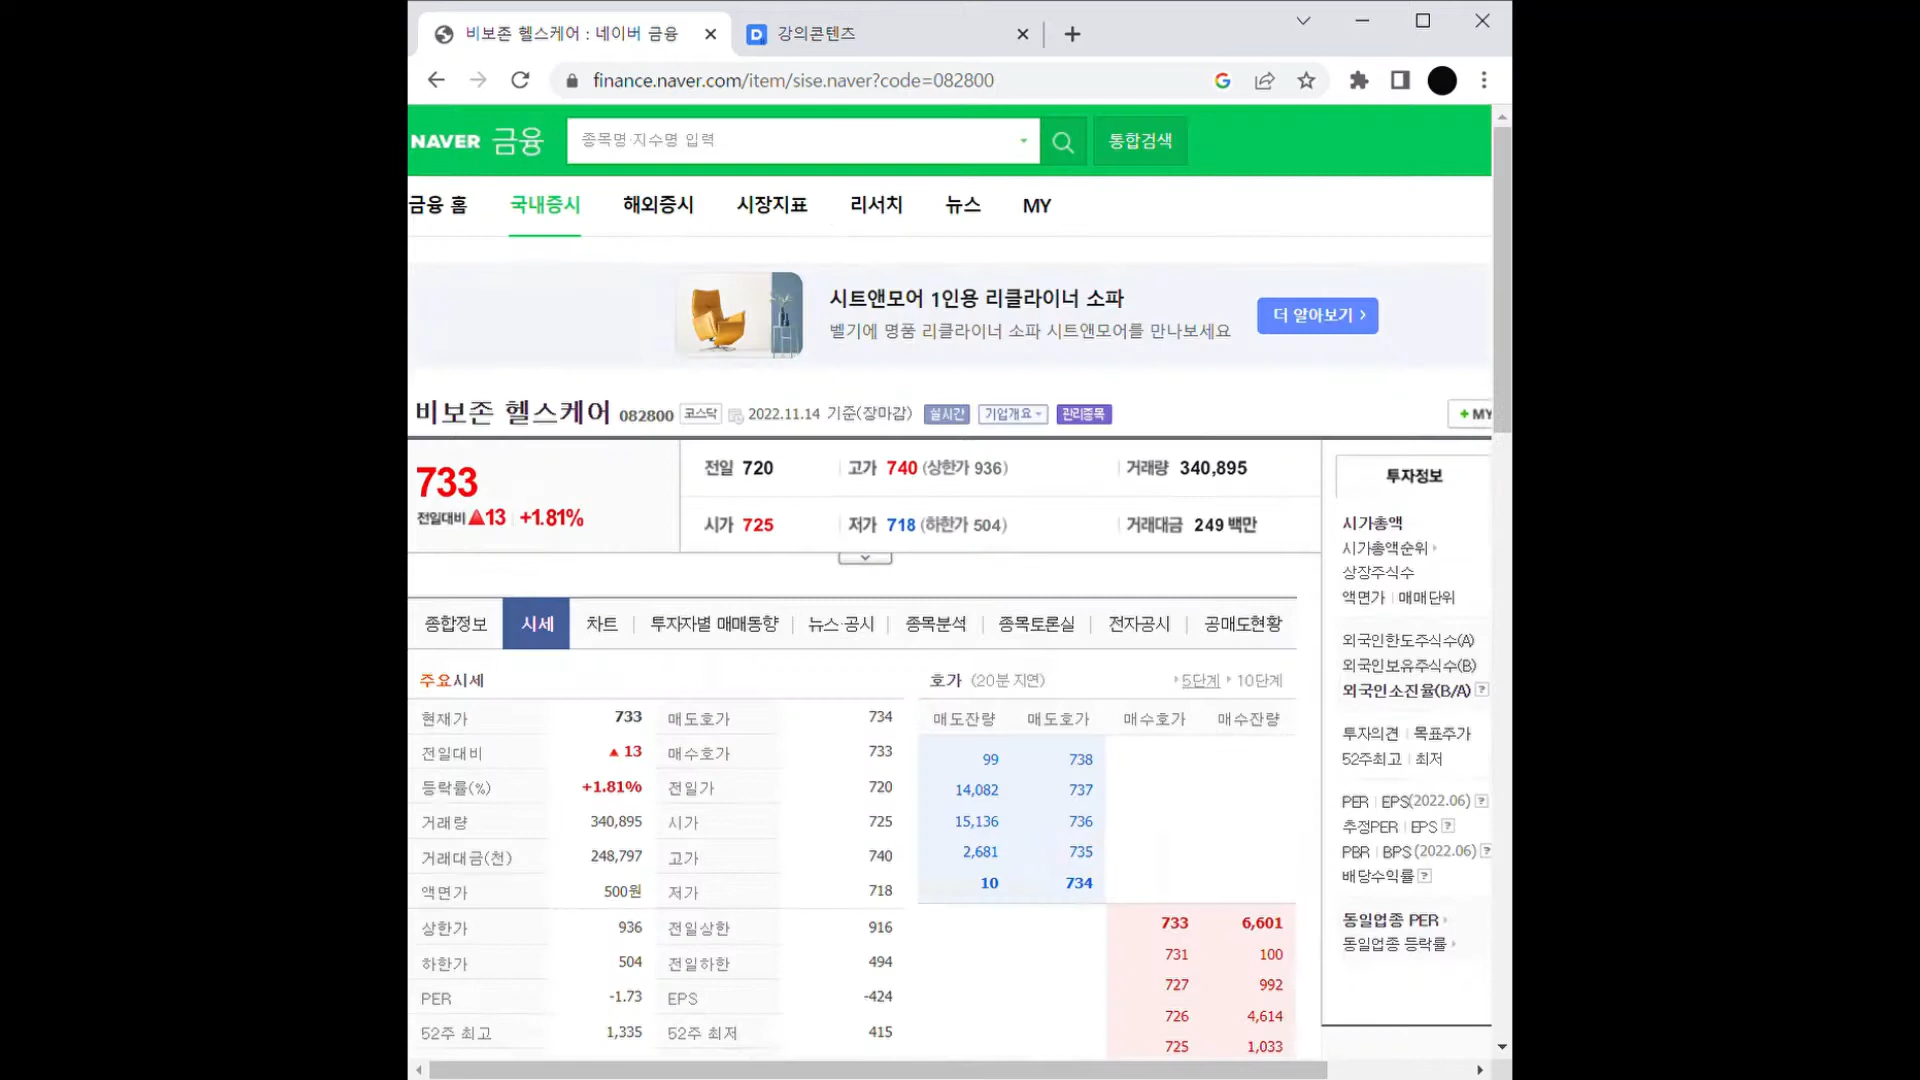 비보존 헬스케어 : 네이버 금융
강의콘텐츠
finance.naver.com/item/sise.naver?code=082800
NAVER 금융
종목명·지수명 입력
통합검색
금융 홈 국내증시 해외증시 시장지표 리서치 뉴스 MY
시트앤모어 1인용 리클라이너 소파
벨기에 명품 리클라이너 소파 시트앤모어를 만나보세요
더 알아보기
비보존 헬스케어 082800 코스닥 2022.11.14 기준(장마감) 실시간 기업개요 관리종목
+ MY
733
전일대비 ▲13 +1.81%
전일 720 고가 740 (상한가 936) 거래량 340,895
시가 725 저가 718 (하한가 504) 거래대금 249 백만
종합정보 시세 차트 투자자별 매매동향 뉴스·공시 종목분석 종목토론실 전자공시 공매도현황
주요시세
현재가 733 매도호가 734
전일대비 ▲ 13 매수호가 733
등락률(%) +1.81% 전일가 720
거래량 340,895 시가 725
거래대금(천) 248,797 고가 740
액면가 500원 저가 718
상한가 936 전일상한 916
하한가 504 전일하한 494
PER -1.73 EPS -424
52주 최고 1,335 52주 최저 415
호가 (20분 지연) 5단계 10단계
매도잔량 매도호가 매수호가 매수잔량
99 738
14,082 737
15,136 736
2,681 735
10 734
733 6,601
731 100
727 992
726 4,614
725 1,033
투자정보
시가총액
시가총액순위
상장주식수
액면가 매매단위
외국인한도주식수(A)
외국인보유주식수(B)
외국인소진율(B/A) ?
투자의견 목표주가
52주최고 최저
PER EPS(2022.06) ?
추정PER EPS ?
PBR BPS (2022.06) ?
배당수익률 ?
동일업종 PER
동일업종 등락률